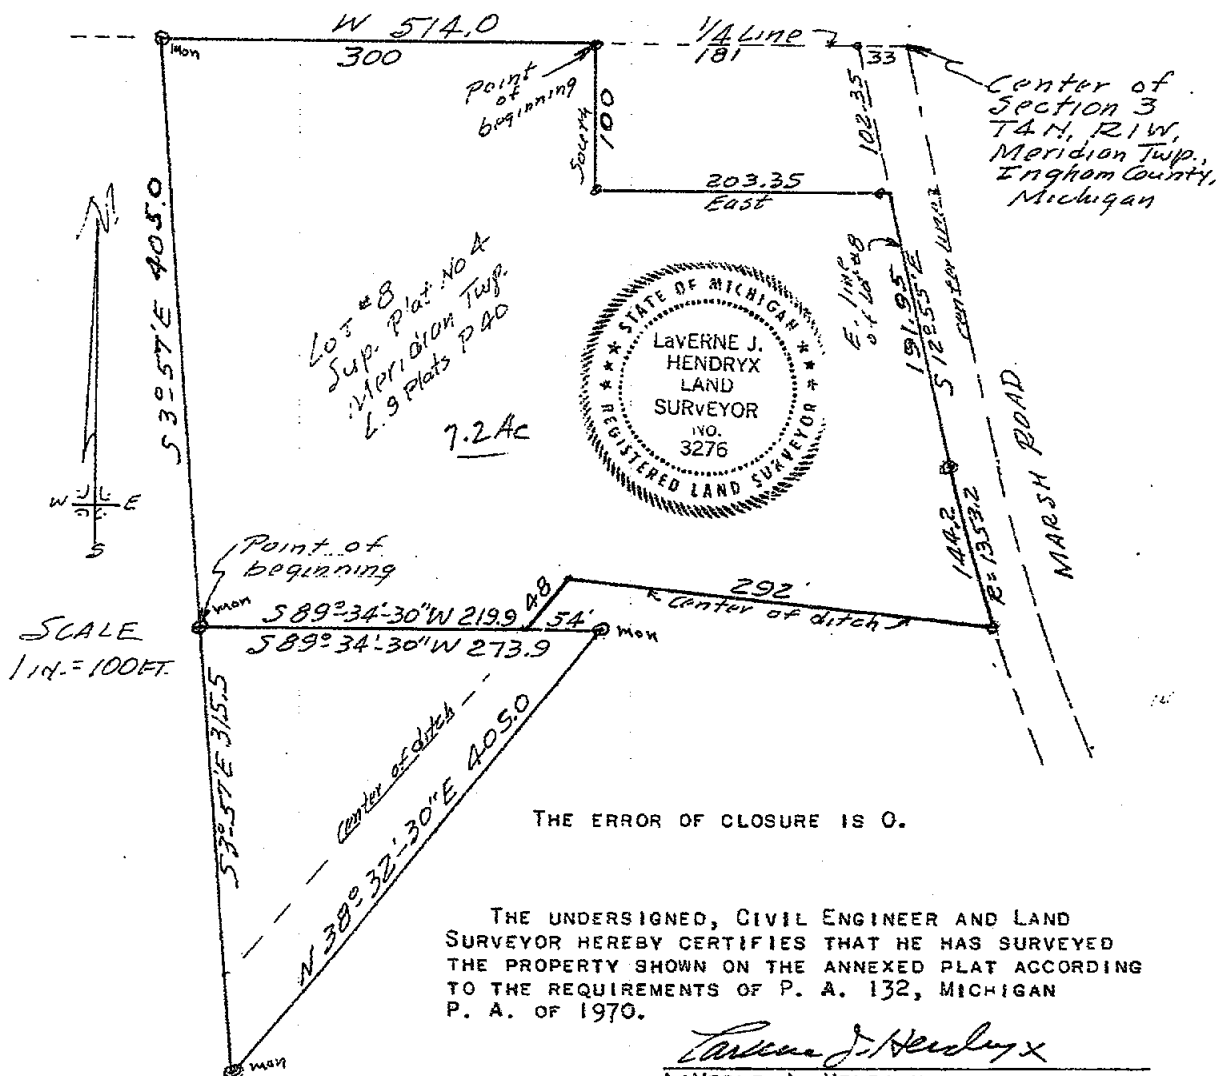 W 514.0
300
mon
Point
of
beginning
1/4 Line
181
33
Center of
Section 3
T4N, R1W,
Meridian Twp.,
Ingham County,
Michigan
102.35
South
100
203.35
East
N
W E
S
S 3°-57' E 405.0
Lot #8
Sup. Plat No 4
Meridian Twp.
L.9 Plats P 40
7.2 Ac
STATE OF MICHIGAN
LaVERNE J.
HENDRYX
LAND
SURVEYOR
NO.
3276
REGISTERED LAND SURVEYOR
E. line
of Lot #8
191.95
S 12°-55' E
center line
MARSH ROAD
144.2
R=1353.2
Point of
beginning
mon
S 89°-34'-30" W 219.9
48
54'
S 89°-34'-30" W 273.9
mon
292'
center of ditch
SCALE
1 IN.=100FT.
S 3°-57' E 315.5
center of ditch
N 38°-32'-30" E 405.0
mon
THE ERROR OF CLOSURE IS 0.
THE UNDERSIGNED, CIVIL ENGINEER AND LAND
SURVEYOR HEREBY CERTIFIES THAT HE HAS SURVEYED
THE PROPERTY SHOWN ON THE ANNEXED PLAT ACCORDING
TO THE REQUIREMENTS OF P. A. 132, MICHIGAN
P. A. OF 1970.
LaVerne J. Hendryx